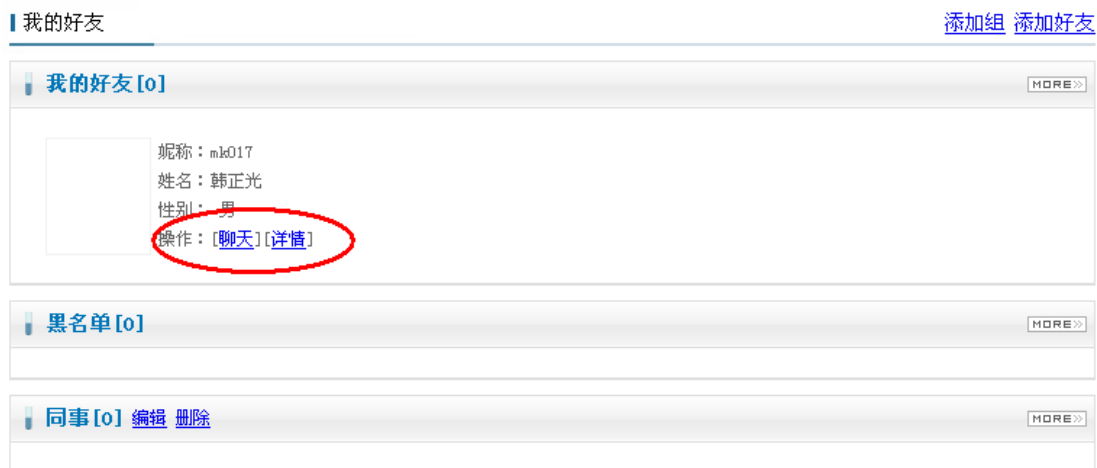 我的好友 添加组 添加好友
我的好友[0] MORE»
妮称：mk017
姓名：韩正光
性别： 男
操作：[聊天][详情]
黑名单[0] MORE»
同事[0] 编辑 删除 MORE»